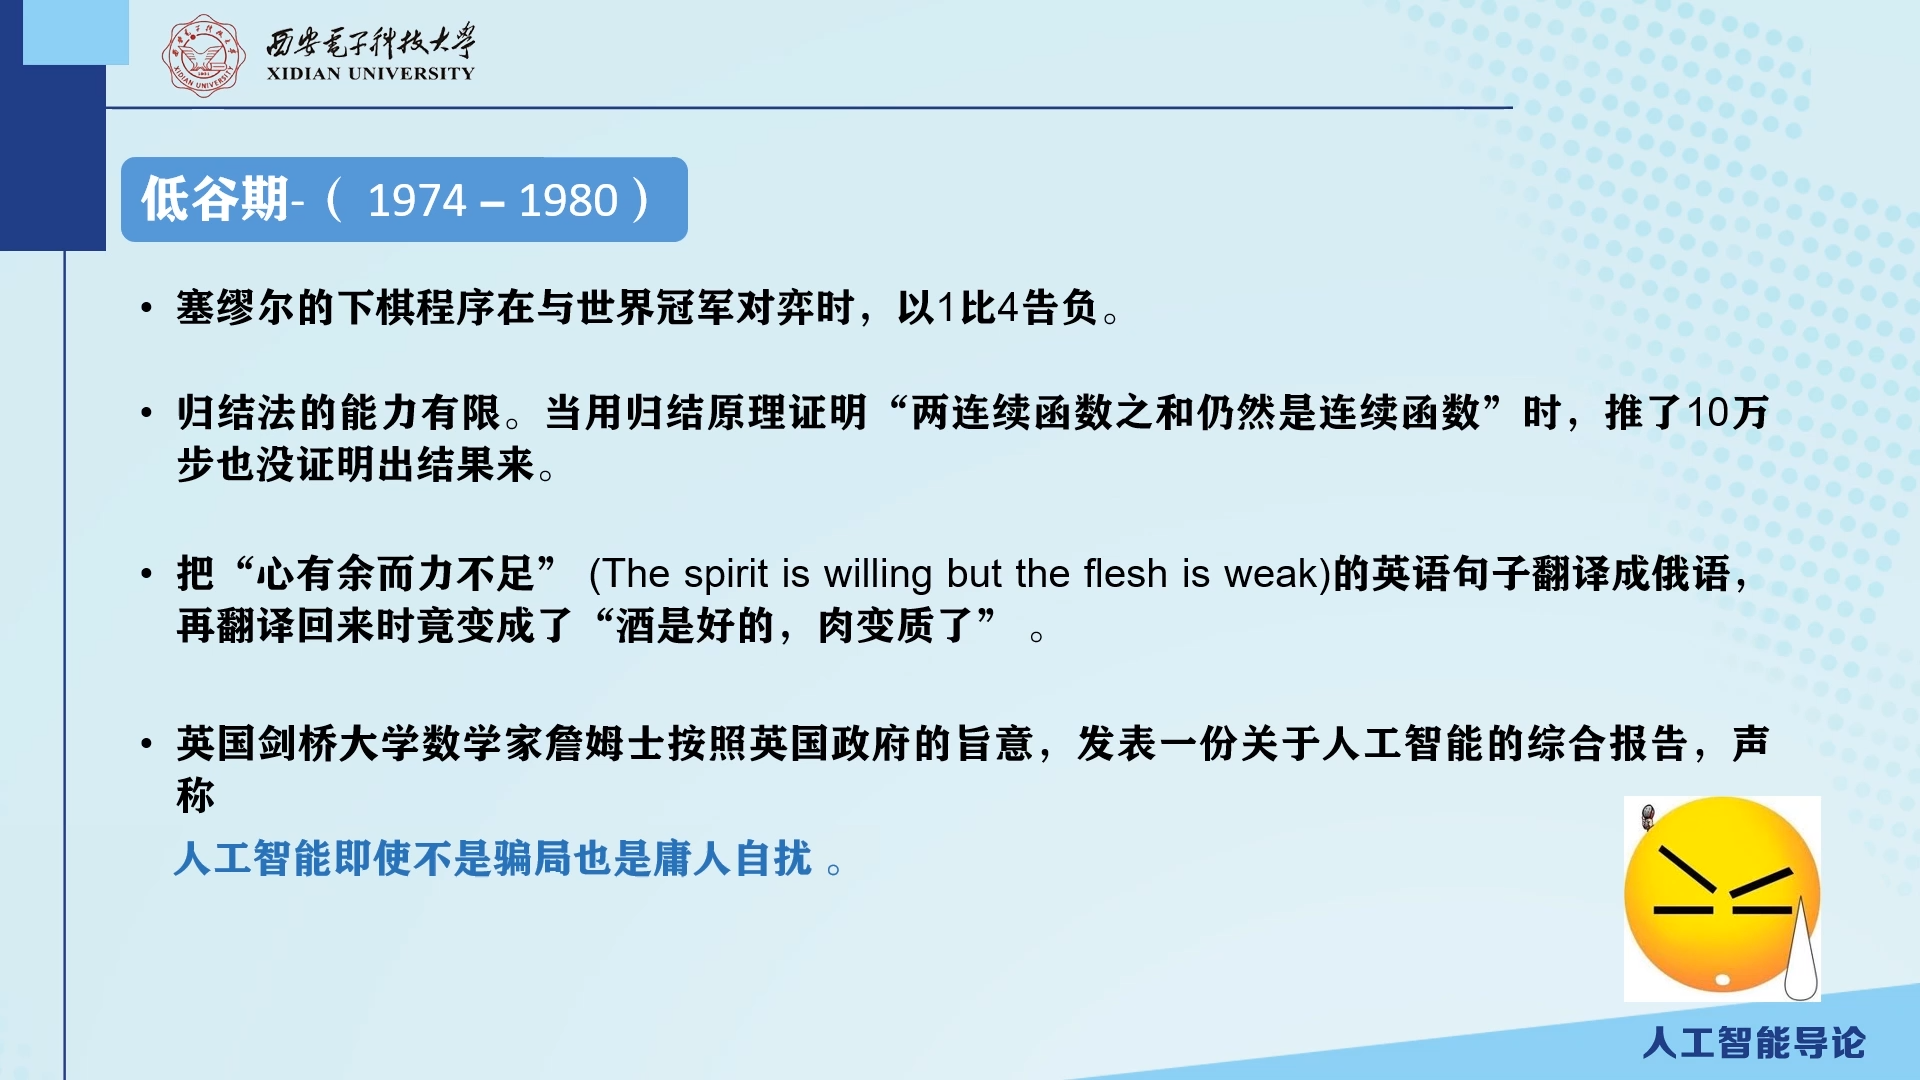 西安电子科技大学
XIDIAN UNIVERSITY
低谷期-（ 1974 – 1980 ）
• 塞缪尔的下棋程序在与世界冠军对弈时，以1比4告负。
• 归结法的能力有限。当用归结原理证明“两连续函数之和仍然是连续函数”时，推了10万
步也没证明出结果来。
• 把“心有余而力不足” (The spirit is willing but the flesh is weak)的英语句子翻译成俄语，
再翻译回来时竟变成了“酒是好的，肉变质了” 。
• 英国剑桥大学数学家詹姆士按照英国政府的旨意，发表一份关于人工智能的综合报告，声
称
人工智能即使不是骗局也是庸人自扰 。
人工智能导论